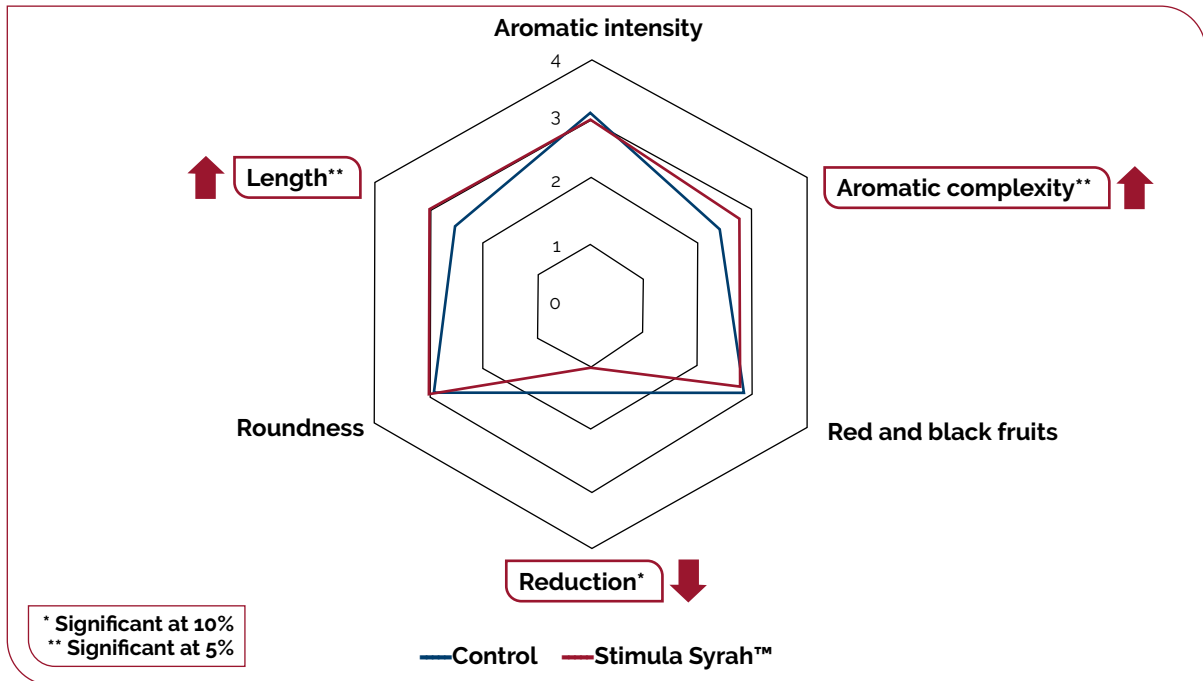 Aromatic intensity
4
3
2
1
0
Length**
Aromatic complexity**
Roundness
Red and black fruits
Reduction*
* Significant at 10%
** Significant at 5%
Control
Stimula Syrah™